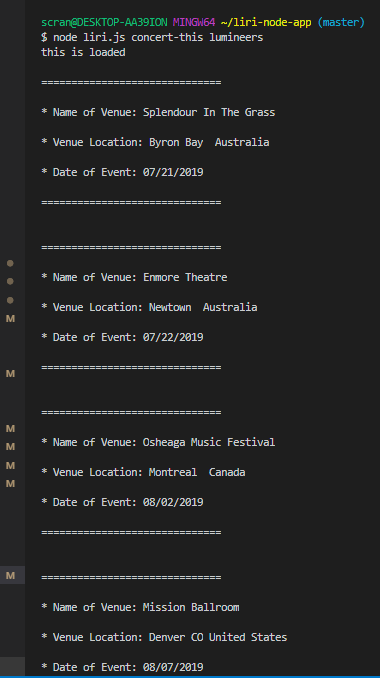 scran@DESKTOP-AA39ION MINGW64 ~/liri-node-app (master)
$ node liri.js concert-this lumineers
this is loaded
==============================
* Name of Venue: Splendour In The Grass
* Venue Location: Byron Bay  Australia
* Date of Event: 07/21/2019
==============================
==============================
* Name of Venue: Enmore Theatre
* Venue Location: Newtown  Australia
* Date of Event: 07/22/2019
==============================
==============================
* Name of Venue: Osheaga Music Festival
* Venue Location: Montreal  Canada
* Date of Event: 08/02/2019
==============================
==============================
* Name of Venue: Mission Ballroom
* Venue Location: Denver CO United States
* Date of Event: 08/07/2019
M
M
M
M
M
M
M